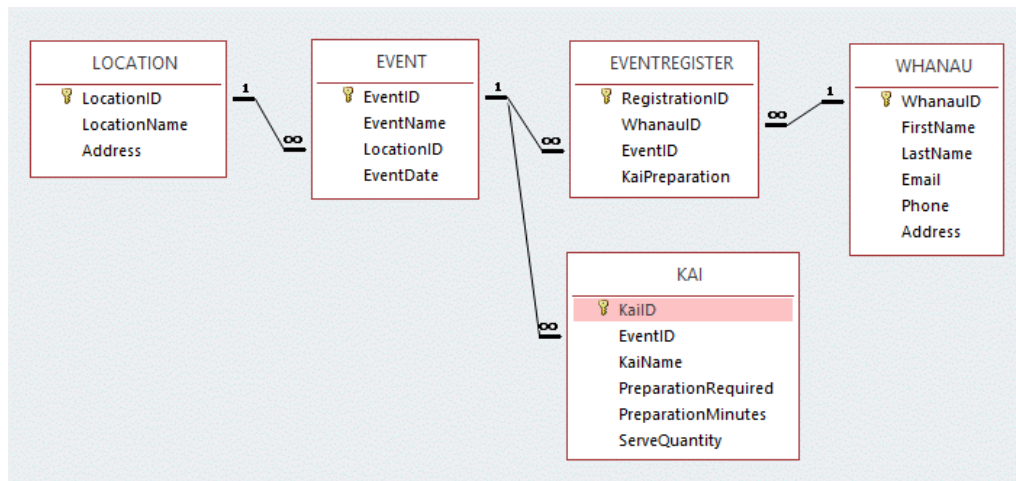 LOCATION
LocationID
LocationName
Address
1
∞
EVENT
EventID
EventName
LocationID
EventDate
1
∞
∞
EVENTREGISTER
RegistrationID
WhanauID
EventID
KaiPreparation
∞
1
WHANAU
WhanauID
FirstName
LastName
Email
Phone
Address
KAI
KaiID
EventID
KaiName
PreparationRequired
PreparationMinutes
ServeQuantity